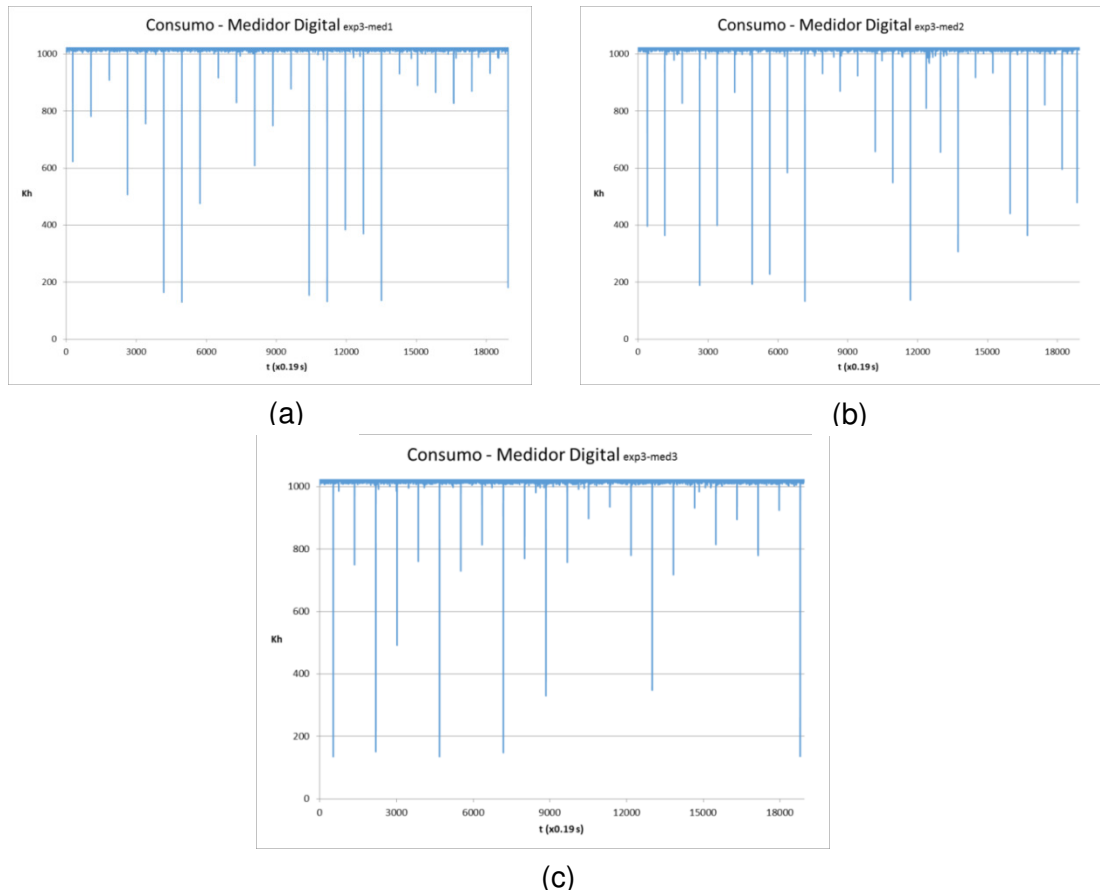 Consumo - Medidor Digital exp3-med1
1000
800
600
Kh
400
200
0
0 3000 6000 9000 12000 15000 18000
t (x0.19 s)
(a)
Consumo - Medidor Digital exp3-med2
1000
800
600
Kh
400
200
0
0 3000 6000 9000 12000 15000 18000
t (x0.19 s)
(b)
Consumo - Medidor Digital exp3-med3
1000
800
600
Kh
400
200
0
0 3000 6000 9000 12000 15000 18000
t (x0.19 s)
(c)